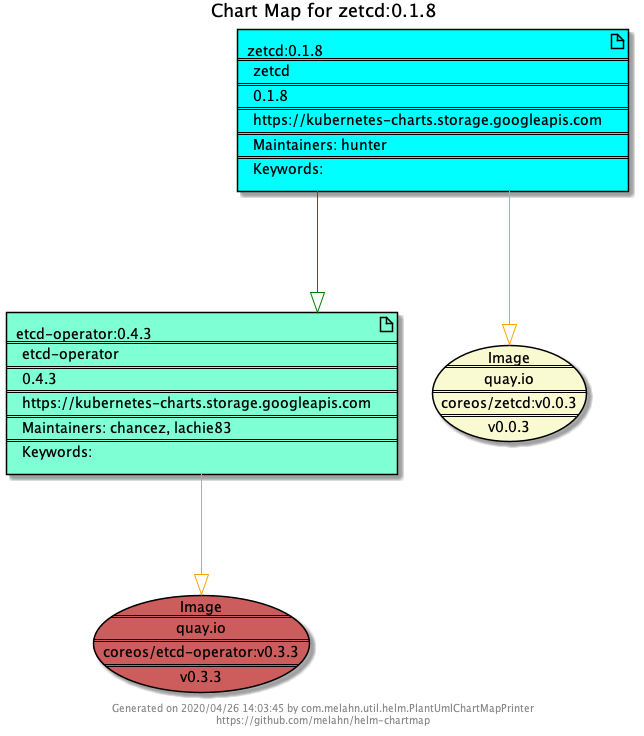 Chart Map for zetcd:0.1.8
zetcd:0.1.8
zetcd
0.1.8
https://kubernetes-charts.storage.googleapis.com
Maintainers: hunter
Keywords:
etcd-operator:0.4.3
etcd-operator
0.4.3
https://kubernetes-charts.storage.googleapis.com
Maintainers: chancez, lachie83
Keywords:
Image
quay.io
coreos/zetcd:v0.0.3
v0.0.3
Image
quay.io
coreos/etcd-operator:v0.3.3
v0.3.3
Generated on 2020/04/26 14:03:45 by com.melahn.util.helm.PlantUmlChartMapPrinter
https://github.com/melahn/helm-chartmap